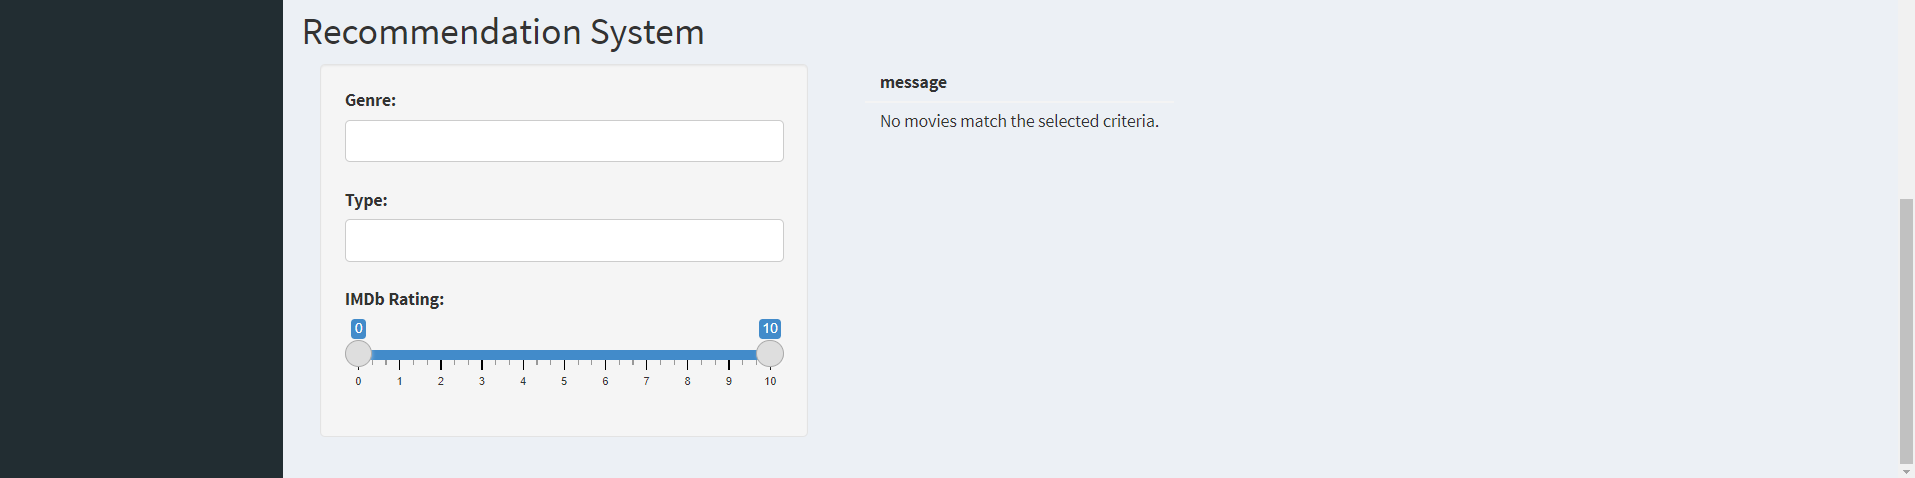 Recommendation System
Genre:
Type:
IMDb Rating:
0 10
0 1 2 3 4 5 6 7 8 9 10
message
No movies match the selected criteria.